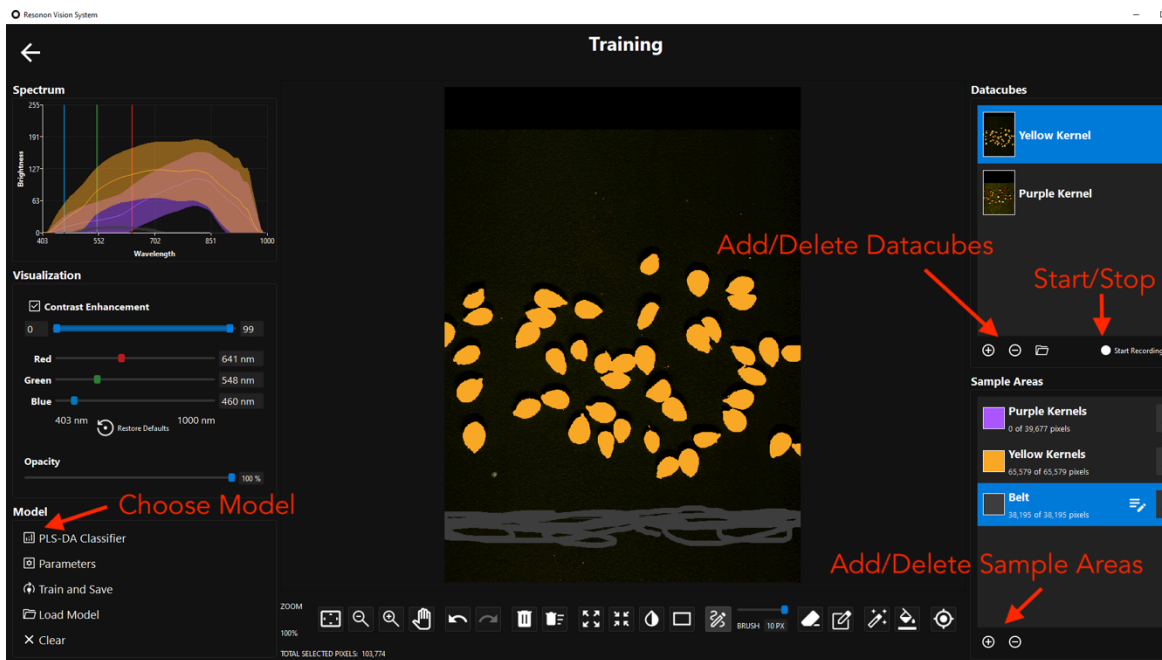 Resonon Vision System
Training
Spectrum
255
191
127
63
0
Brightness
403 552 702 851 1000
Wavelength
Visualization
Contrast Enhancement
0 99
Red 641 nm
Green 548 nm
Blue 460 nm
403 nm Restore Defaults 1000 nm
Opacity
100 %
Choose Model
Model
PLS-DA Classifier
Parameters
Train and Save
Load Model
Clear
ZOOM
100%
BRUSH 10 PX
TOTAL SELECTED PIXELS: 103,774
Datacubes
Yellow Kernel
Purple Kernel
Add/Delete Datacubes
Start/Stop
Start Recording
Sample Areas
Purple Kernels
0 of 39,677 pixels
Yellow Kernels
65,579 of 65,579 pixels
Belt
38,195 of 38,195 pixels
Add/Delete Sample Areas